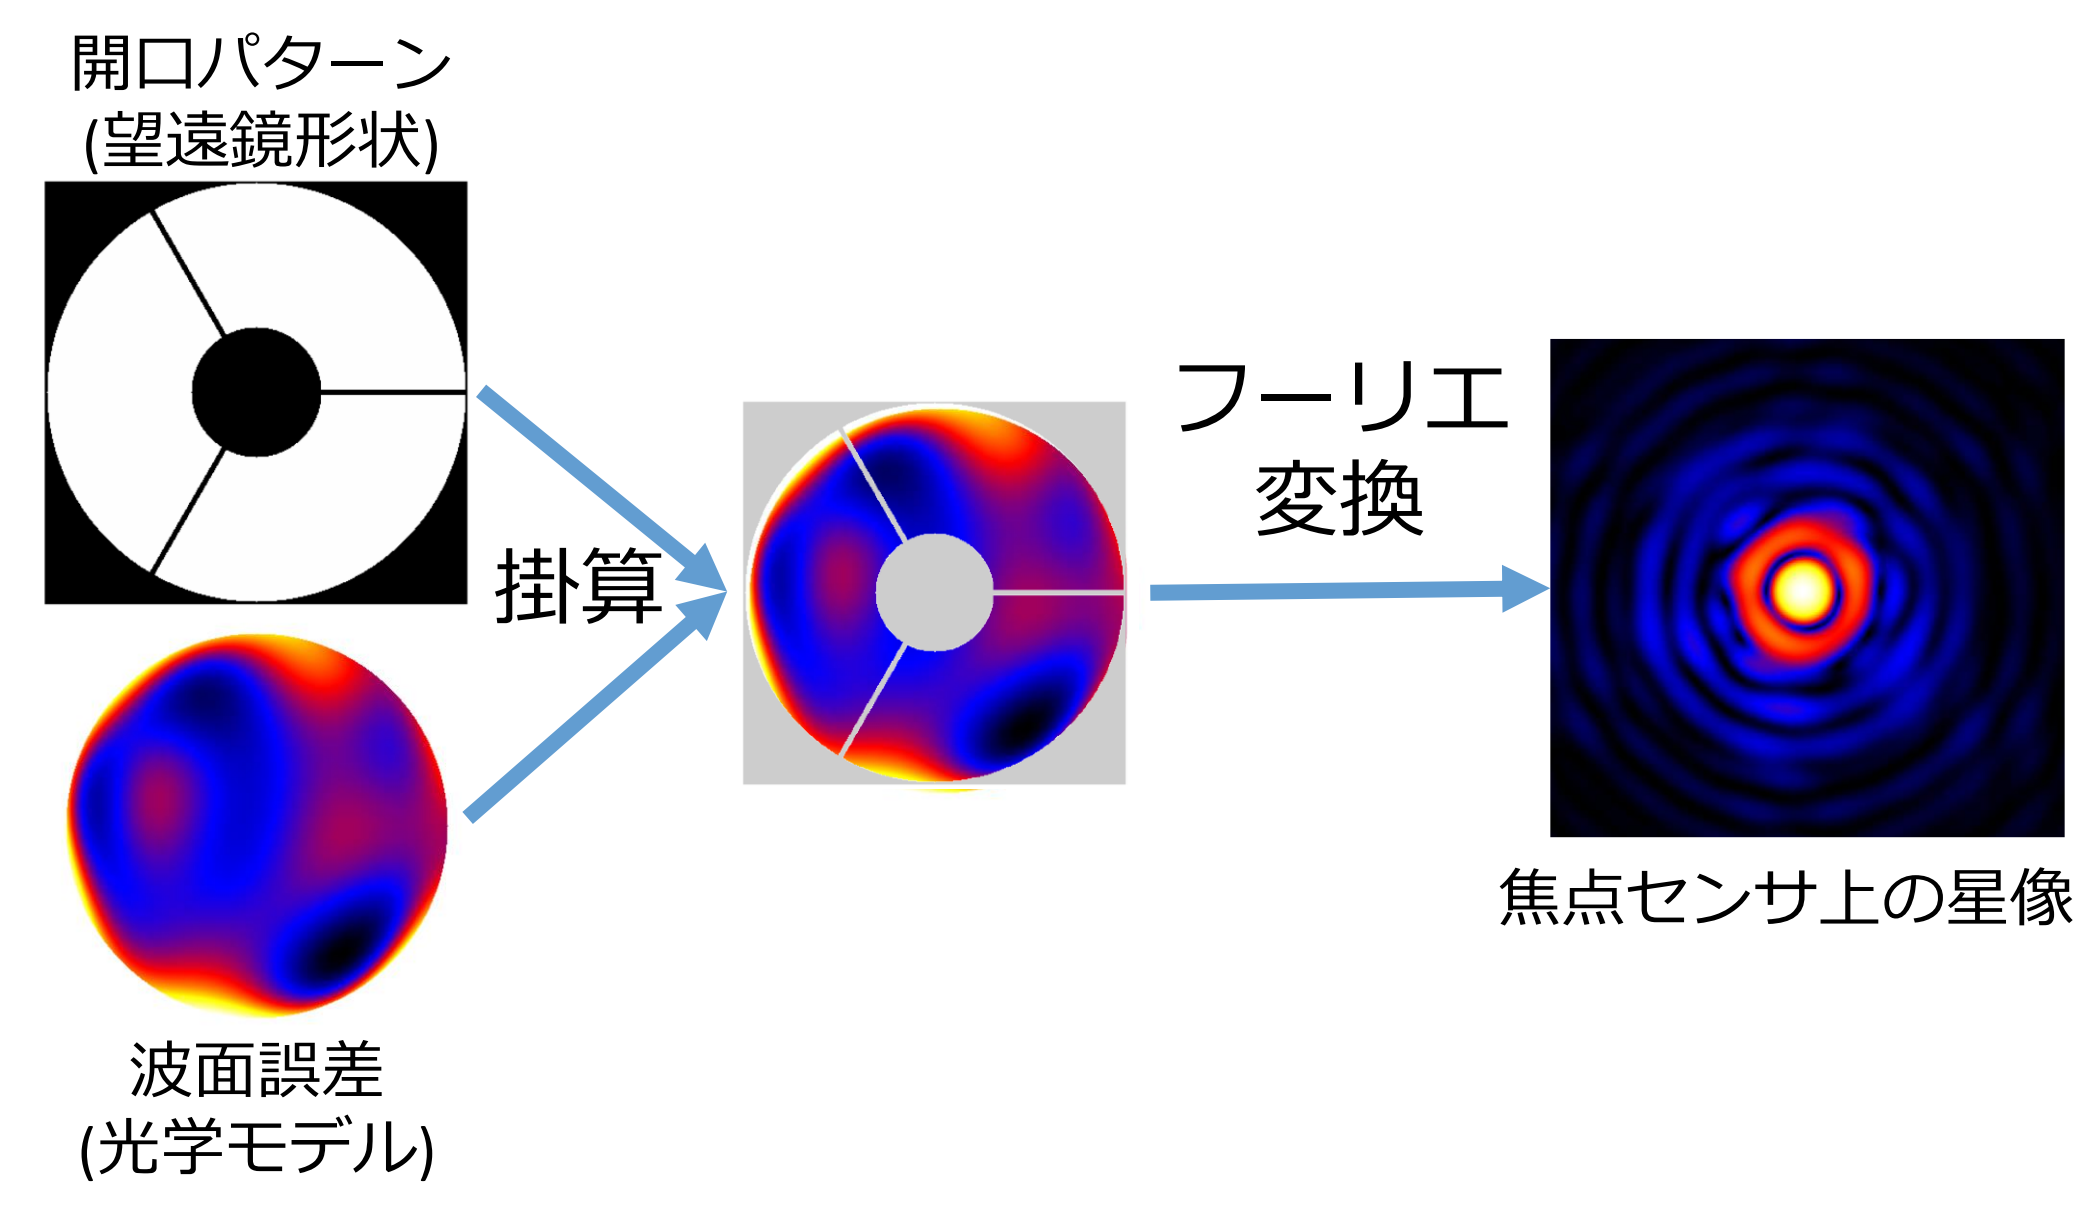 開口パターン
(望遠鏡形状)
掛算
波面誤差
(光学モデル)
フーリエ
変換
焦点センサ上の星像